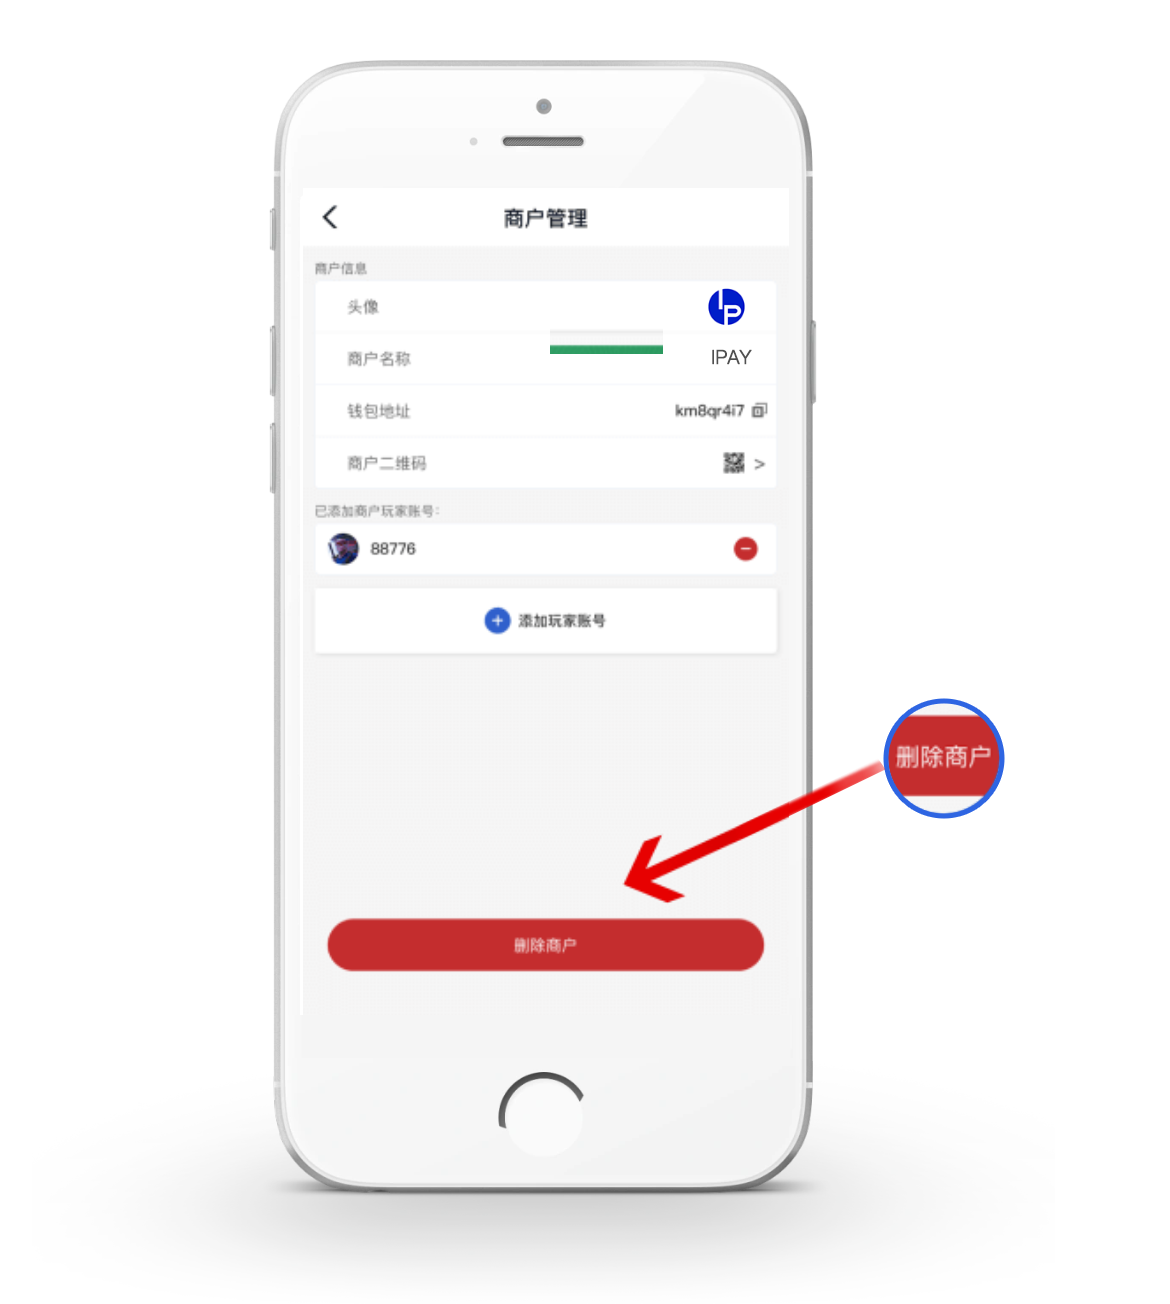 商户管理
商户信息
头像
IP
商户名称 IPAY
钱包地址 km8qr4i7
商户二维码 >
已添加商户玩家账号：
88776
添加玩家账号
删除商户
删除商户